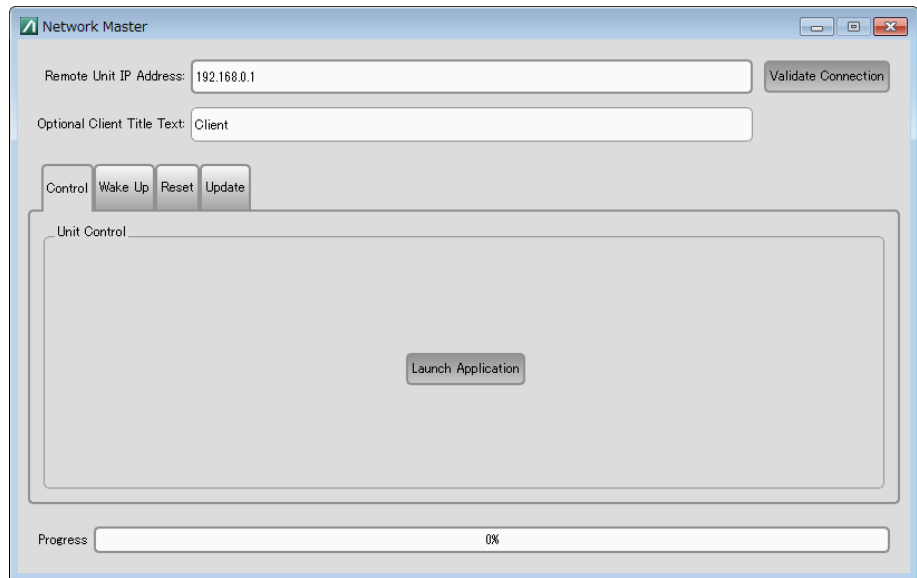 Network Master
Remote Unit IP Address: 192.168.0.1 Validate Connection
Optional Client Title Text: Client
Control Wake Up Reset Update
Unit Control
Launch Application
Progress 0%